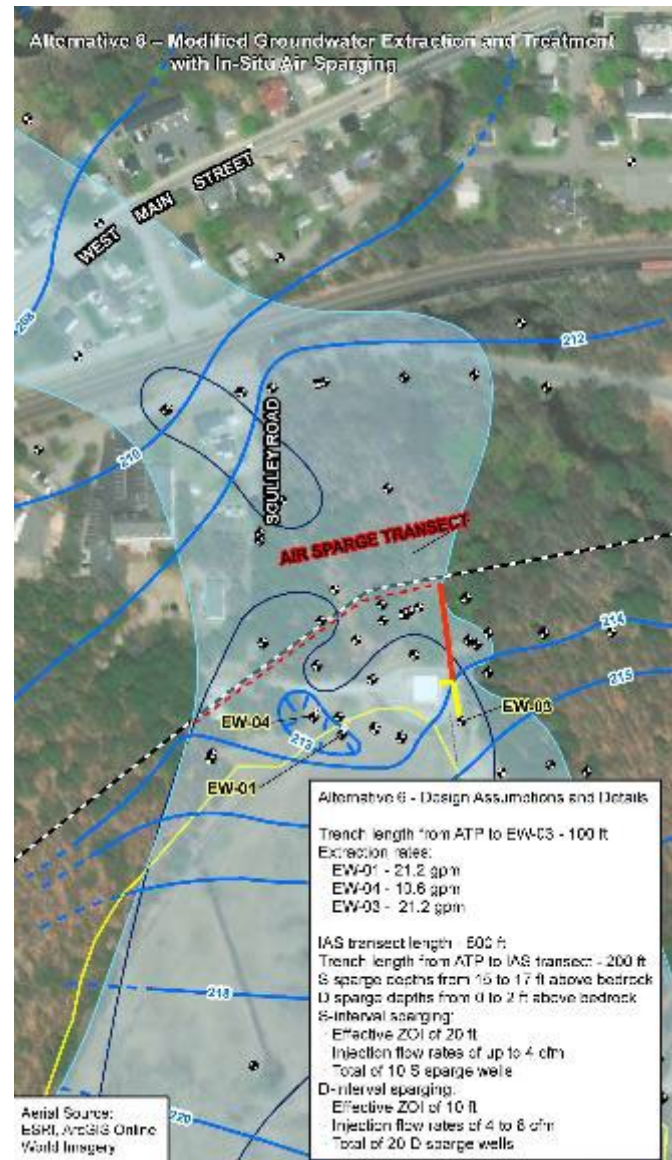 Alternative 6 – Modified Groundwater Extraction and Treatment
with In-Situ Air Sparging
WEST MAIN STREET
208
212
210
SCULLEY ROAD
AIR SPARGE TRANSECT
214
215
EW-03
EW-04
213
EW-01
Alternative 6 - Design Assumptions and Details
Trench length from ATP to EW-03 - 100 ft
Extraction rates:
EW-01 - 21.2 gpm
EW-04 - 10.6 gpm
EW-03 - 21.2 gpm
IAS transect length - 500 ft
Trench length from ATP to IAS transect - 200 ft
S sparge depths from 15 to 17 ft above bedrock
D sparge depths from 0 to 2 ft above bedrock
S-interval sparging:
- Effective ZOI of 20 ft
- Injection flow rates of up to 4 cfm
- Total of 10 S sparge wells
D-interval sparging:
- Effective ZOI of 10 ft
- Injection flow rates of 4 to 8 cfm
- Total of 20 D sparge wells
218
220
Aerial Source:
ESRI, ArcGIS Online
World Imagery